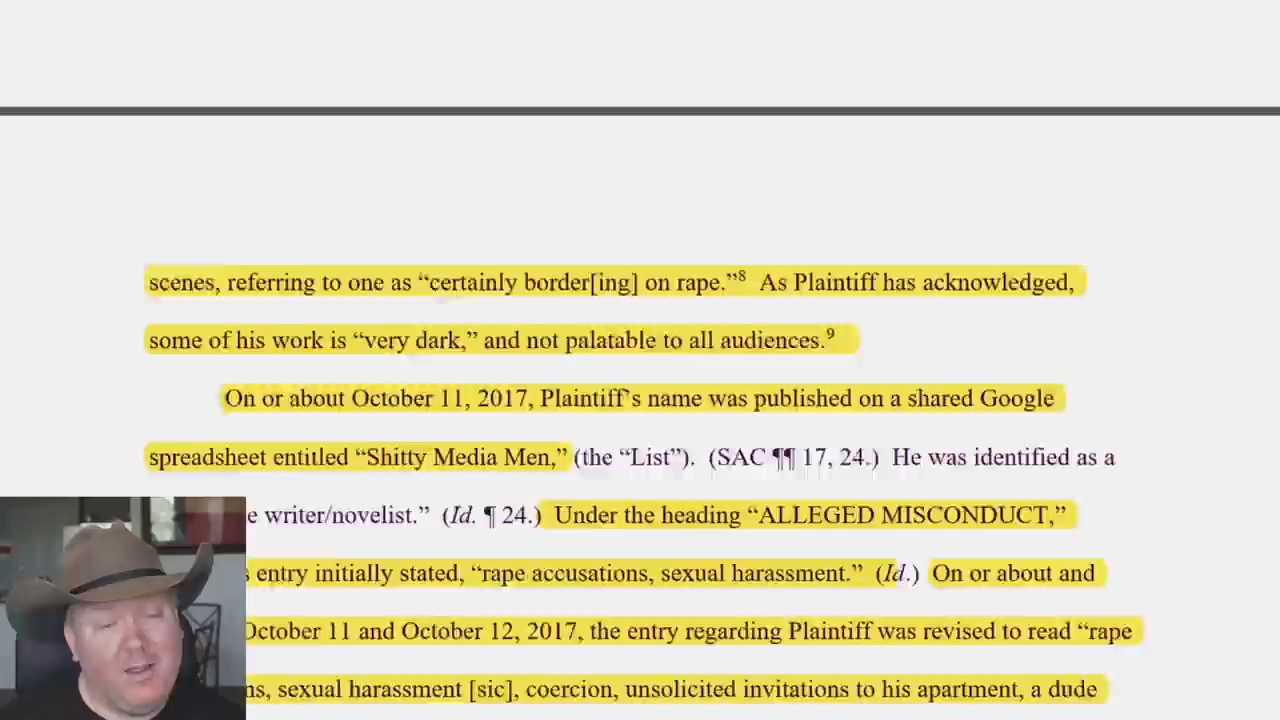 scenes, referring to one as “certainly border[ing] on rape.”⁸ As Plaintiff has acknowledged,
some of his work is “very dark,” and not palatable to all audiences.⁹
On or about October 11, 2017, Plaintiff’s name was published on a shared Google
spreadsheet entitled “Shitty Media Men,” (the “List”). (SAC ¶¶ 17, 24.) He was identified as a
writer/novelist.” (Id. ¶ 24.) Under the heading “ALLEGED MISCONDUCT,”
entry initially stated, “rape accusations, sexual harassment.” (Id.) On or about and
October 11 and October 12, 2017, the entry regarding Plaintiff was revised to read “rape
sexual harassment [sic], coercion, unsolicited invitations to his apartment, a dude